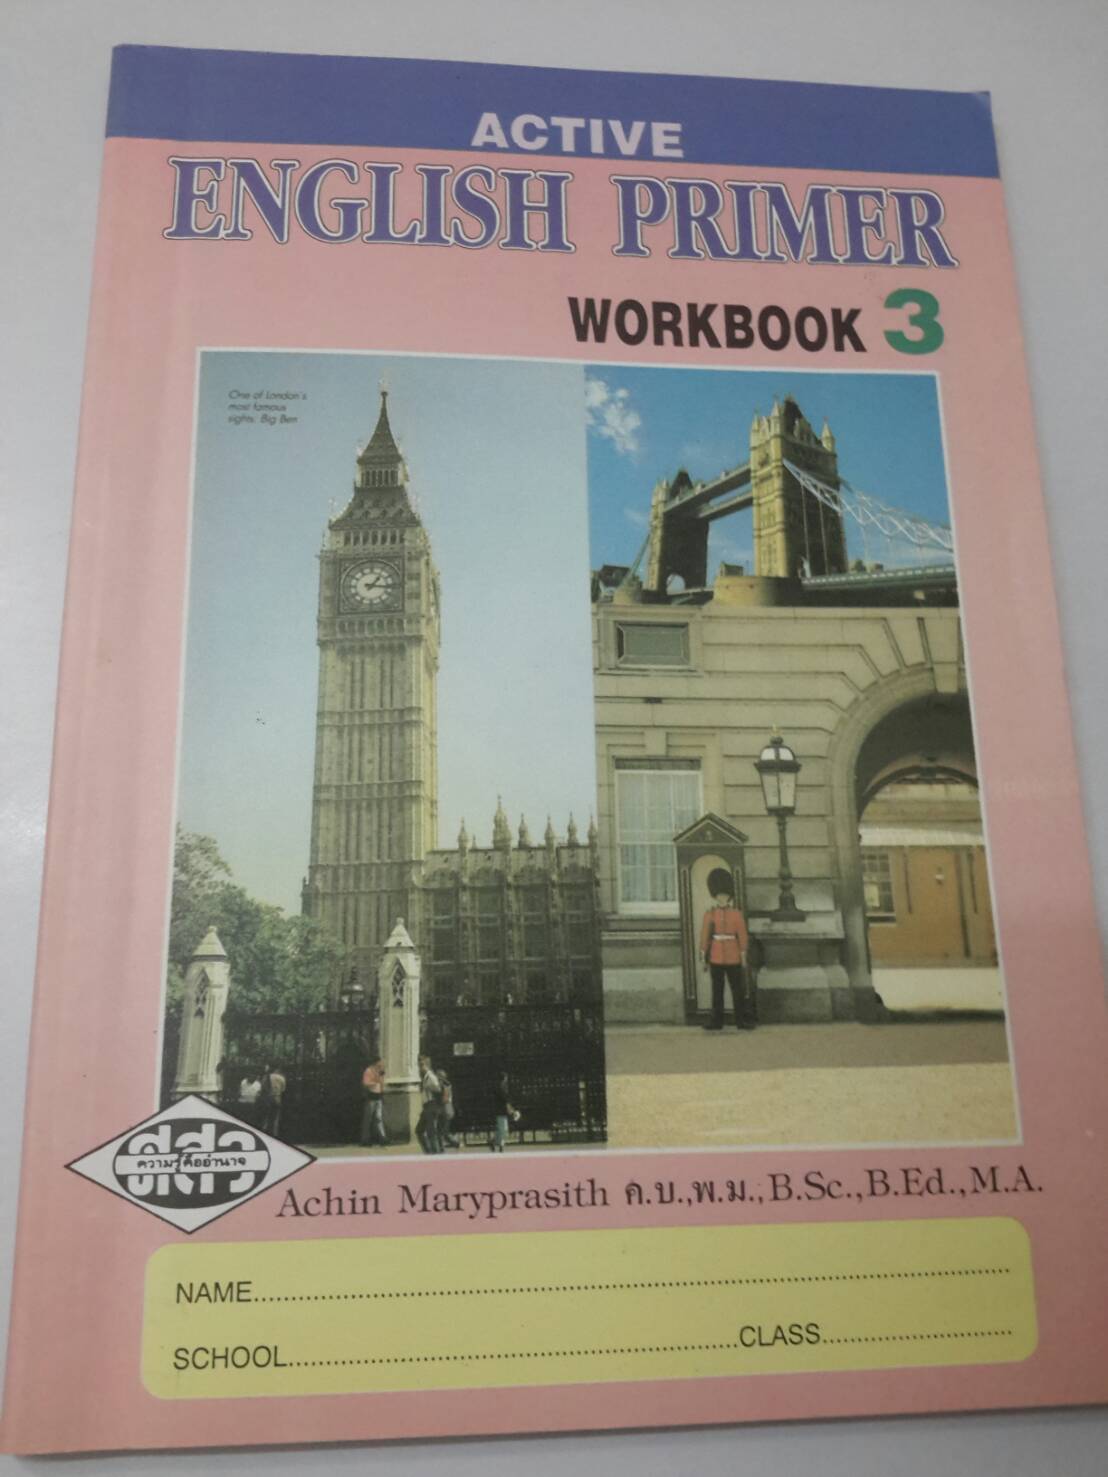 ACTIVE
ENGLISH PRIMER
WORKBOOK 3
One of London's
most famous
sights: Big Ben
ความรู้คืออำนาจ
Achin Maryprasith ค.บ.,พ.ม.,B.Sc.,B.Ed.,M.A.
NAME
SCHOOL CLASS